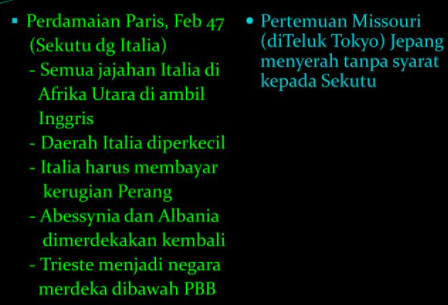 ▪ Perdamaian Paris, Feb 47
(Sekutu dg Italia)
- Semua jajahan Italia di
Afrika Utara di ambil
Inggris
- Daerah Italia diperkecil
- Italia harus membayar
kerugian Perang
- Abessynia dan Albania
dimerdekakan kembali
- Trieste menjadi negara
merdeka dibawah PBB
• Pertemuan Missouri
(diTeluk Tokyo) Jepang
menyerah tanpa syarat
kepada Sekutu